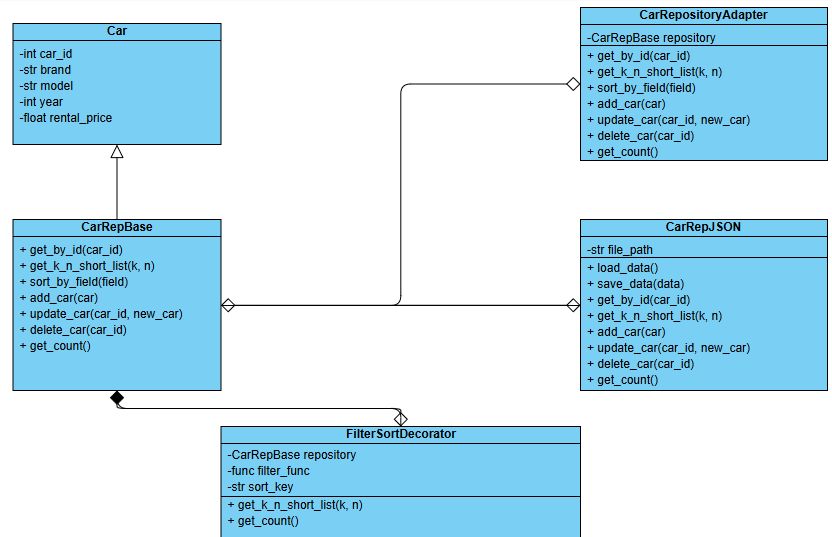 Car
-int car_id
-str brand
-str model
-int year
-float rental_price
CarRepositoryAdapter
-CarRepBase repository
+ get_by_id(car_id)
+ get_k_n_short_list(k, n)
+ sort_by_field(field)
+ add_car(car)
+ update_car(car_id, new_car)
+ delete_car(car_id)
+ get_count()
CarRepBase
+ get_by_id(car_id)
+ get_k_n_short_list(k, n)
+ sort_by_field(field)
+ add_car(car)
+ update_car(car_id, new_car)
+ delete_car(car_id)
+ get_count()
CarRepJSON
-str file_path
+ load_data()
+ save_data(data)
+ get_by_id(car_id)
+ get_k_n_short_list(k, n)
+ add_car(car)
+ update_car(car_id, new_car)
+ delete_car(car_id)
+ get_count()
FilterSortDecorator
-CarRepBase repository
-func filter_func
-str sort_key
+ get_k_n_short_list(k, n)
+ get_count()